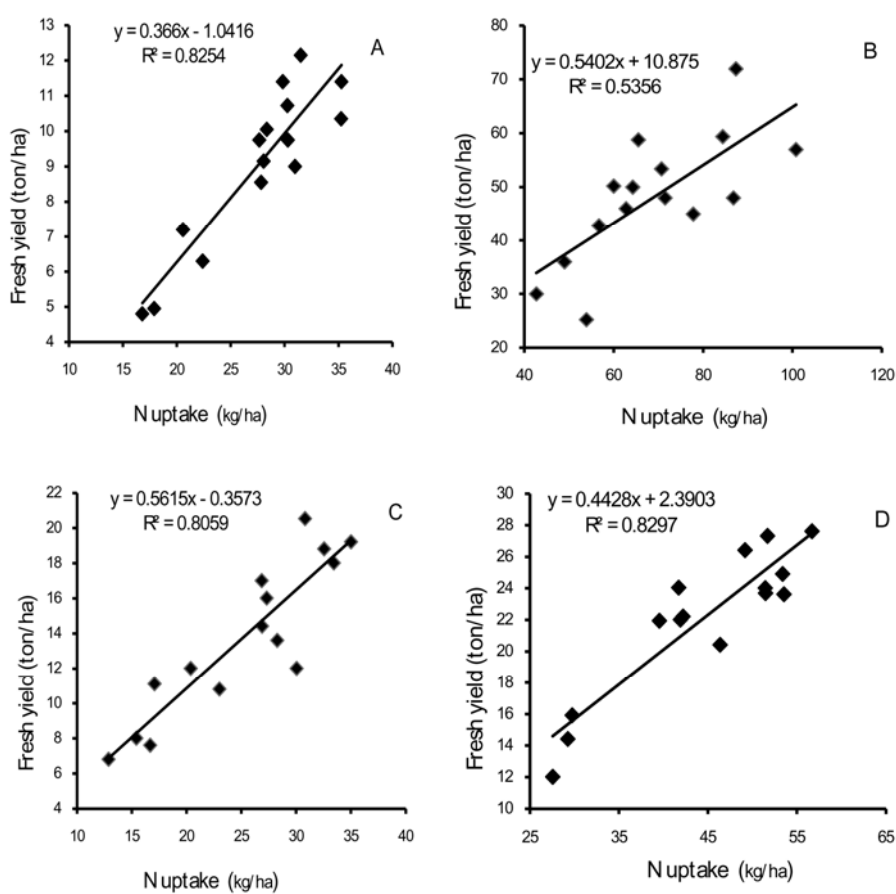 y = 0.366x - 1.0416
R² = 0.8254
A
Fresh yield (ton/ha)
13
12
11
10
9
8
7
6
5
4
10 15 20 25 30 35 40
N uptake (kg/ha)
y = 0.5402x + 10.875
R² = 0.5356
B
Fresh yield (ton/ha)
80
70
60
50
40
30
20
40 60 80 100 120
N uptake (kg/ha)
y = 0.5615x - 0.3573
R² = 0.8059
C
Fresh yield (ton/ha)
22
20
18
16
14
12
10
8
6
4
10 15 20 25 30 35 40
N uptake (kg/ha)
y = 0.4428x + 2.3903
R² = 0.8297
D
Fresh yield (ton/ha)
30
28
26
24
22
20
18
16
14
12
10
25 35 45 55 65
N uptake (kg/ha)